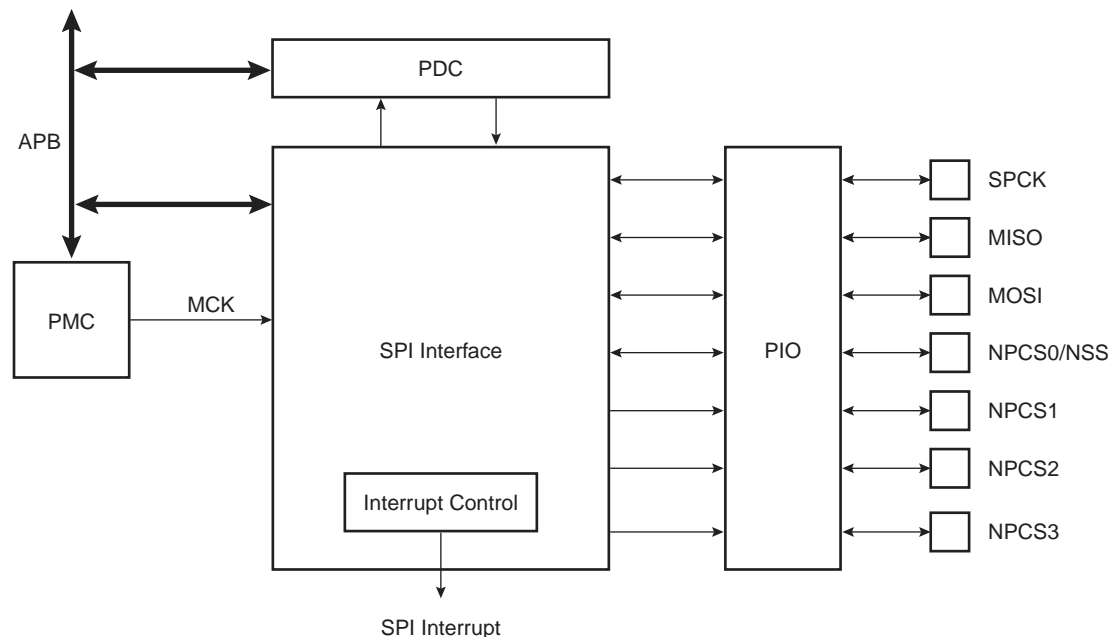 PDC
APB
SPCK
MISO
MOSI
PMC
MCK
SPI Interface
PIO
NPCS0/NSS
NPCS1
NPCS2
Interrupt Control
NPCS3
SPI Interrupt